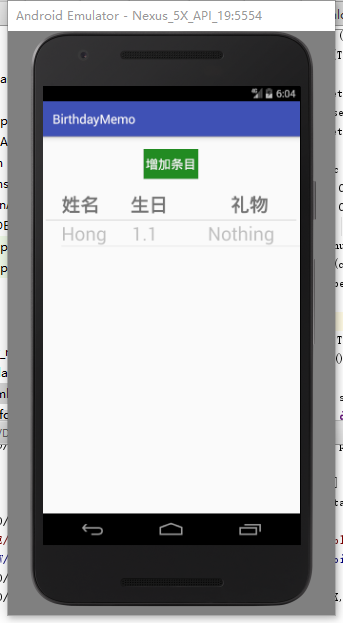 Android Emulator - Nexus_5X_API_19:5554
6:04
BirthdayMemo
增加条目
姓名 生日 礼物
Hong 1.1 Nothing